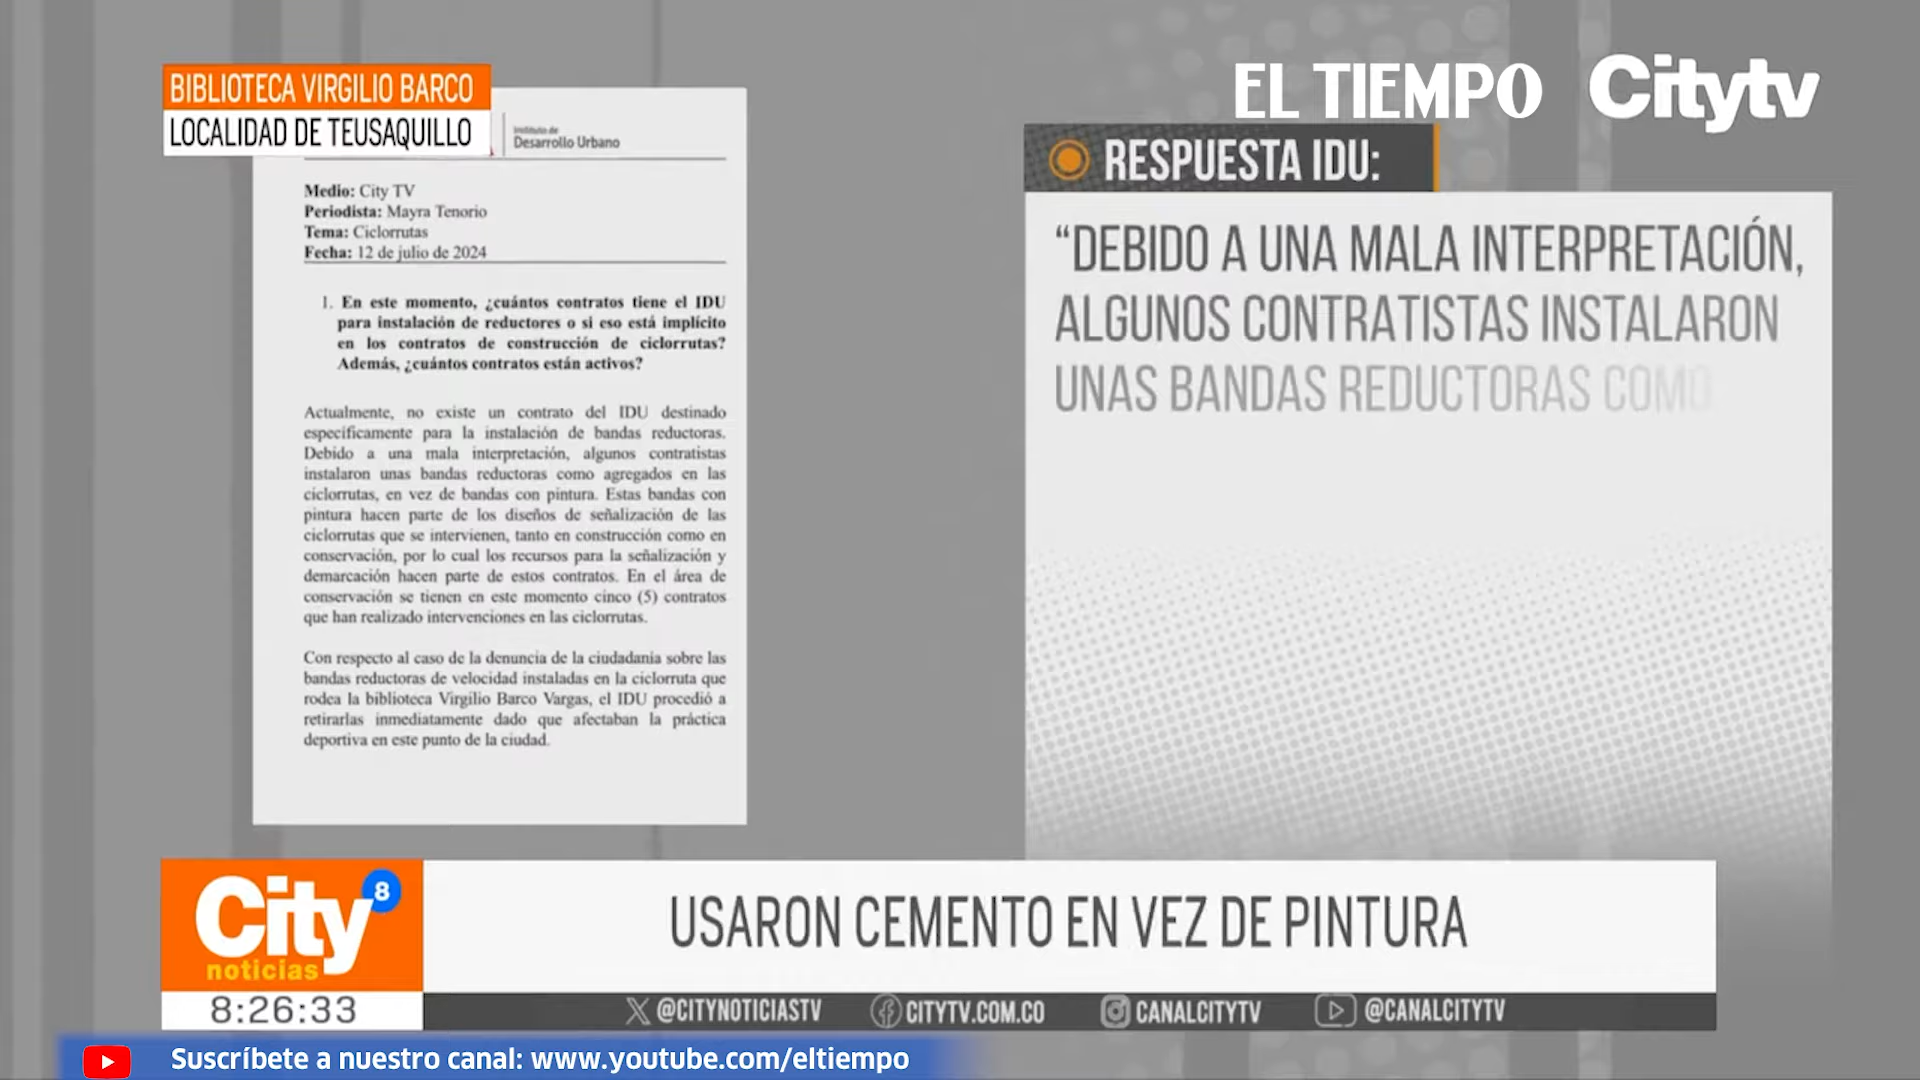 BIBLIOTECA VIRGILIO BARCO
LOCALIDAD DE TEUSAQUILLO
EL TIEMPO
Citytv
Instituto de
Desarrollo Urbano
Medio: City TV
Periodista: Mayra Tenorio
Tema: Ciclorrutas
Fecha: 12 de julio de 2024
1. En este momento, ¿cuántos contratos tiene el IDU
para instalación de reductores o si eso está implícito
en los contratos de construcción de ciclorrutas?
Además, ¿cuántos contratos están activos?
Actualmente, no existe un contrato del IDU destinado
específicamente para la instalación de bandas reductoras.
Debido a una mala interpretación, algunos contratistas
instalaron unas bandas reductoras como agregados en las
ciclorrutas, en vez de bandas con pintura. Estas bandas con
pintura hacen parte de los diseños de señalización de las
ciclorrutas que se intervienen, tanto en construcción como en
conservación, por lo cual los recursos para la señalización y
demarcación hacen parte de estos contratos. En el área de
conservación se tienen en este momento cinco (5) contratos
que han realizado intervenciones en las ciclorrutas.
Con respecto al caso de la denuncia de la ciudadanía sobre las
bandas reductoras de velocidad instaladas en la ciclorruta que
rodea la biblioteca Virgilio Barco Vargas, el IDU procedió a
retirarlas inmediatamente dado que afectaban la práctica
deportiva en este punto de la ciudad.
RESPUESTA IDU:
“DEBIDO A UNA MALA INTERPRETACIÓN,
ALGUNOS CONTRATISTAS INSTALARON
UNAS BANDAS REDUCTORAS COMO
City 8
noticias
8:26:33
USARON CEMENTO EN VEZ DE PINTURA
@CITYNOTICIASTV CITYTV.COM.CO CANALCITYTV @CANALCITYTV
Suscríbete a nuestro canal: www.youtube.com/eltiempo